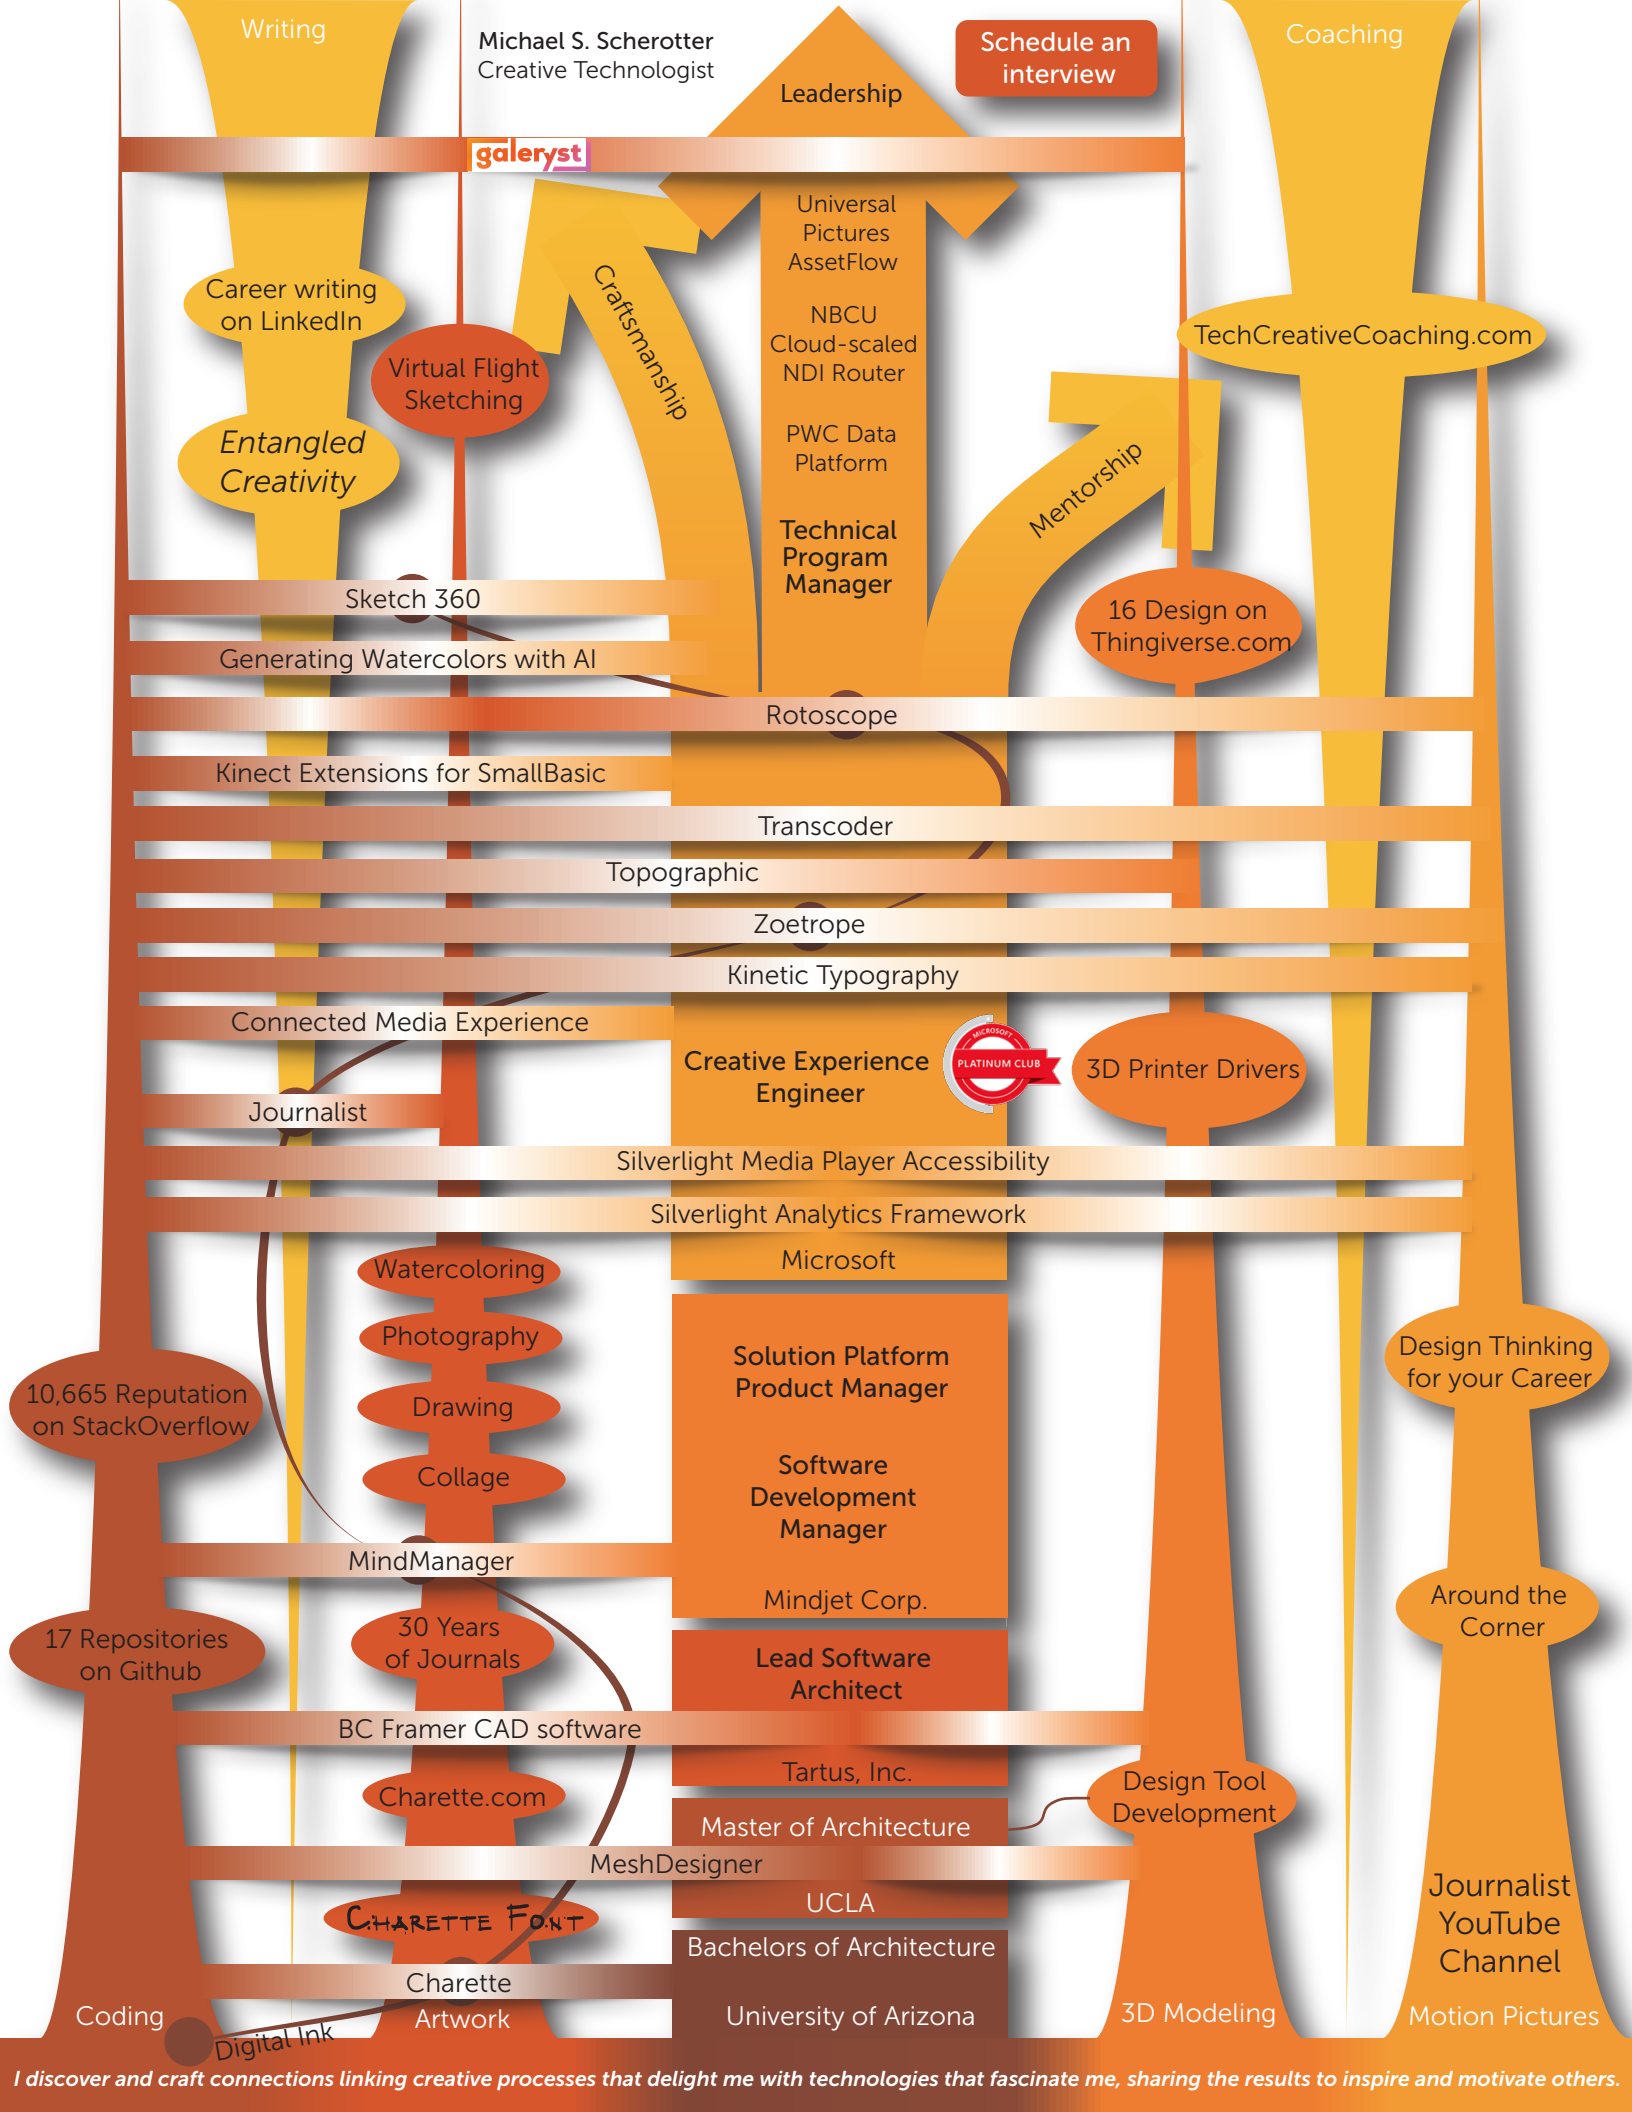 Writing
Michael S. Scherotter
Creative Technologist
Leadership
Schedule an
interview
Coaching
galeryst
Universal
Pictures
AssetFlow
Career writing
on LinkedIn
Craftsmanship
NBCU
Cloud-scaled
NDI Router
TechCreativeCoaching.com
Virtual Flight
Sketching
Entangled
Creativity
PWC Data
Platform
Mentorship
Technical
Program
Manager
Sketch 360
16 Design on
Thingiverse.com
Generating Watercolors with AI
Rotoscope
Kinect Extensions for SmallBasic
Transcoder
Topographic
Zoetrope
Kinetic Typography
Connected Media Experience
Creative Experience
Engineer
MICROSOFT
PLATINUM CLUB
3D Printer Drivers
Journalist
Silverlight Media Player Accessibility
Silverlight Analytics Framework
Microsoft
Watercoloring
Photography
Drawing
Collage
Solution Platform
Product Manager
Design Thinking
for your Career
10,665 Reputation
on StackOverflow
Software
Development
Manager
MindManager
Mindjet Corp.
Around the
Corner
17 Repositories
on Github
30 Years
of Journals
Lead Software
Architect
BC Framer CAD software
Tartus, Inc.
Charette.com
Design Tool
Development
Master of Architecture
MeshDesigner
UCLA
Charette Font
Journalist
YouTube
Channel
Bachelors of Architecture
Charette
Coding
Artwork
University of Arizona
3D Modeling
Motion Pictures
Digital Ink
I discover and craft connections linking creative processes that delight me with technologies that fascinate me, sharing the results to inspire and motivate others.